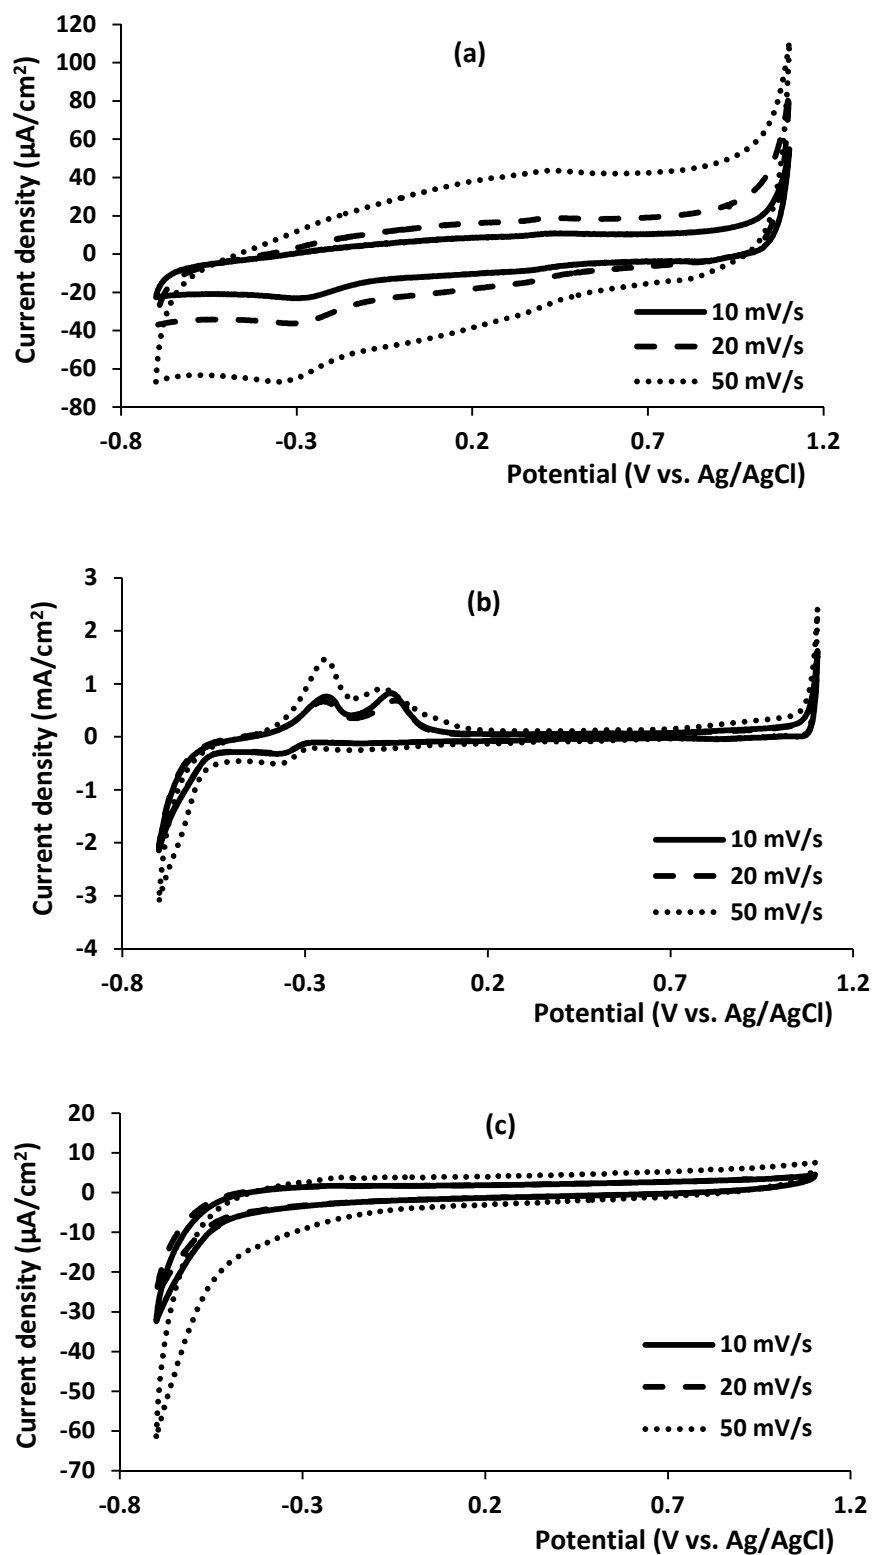 (a)
Current density (µA/cm²)
120
100
80
60
40
20
0
-20
-40
-60
-80
-0.8 -0.3 0.2 0.7 1.2
10 mV/s
20 mV/s
50 mV/s
Potential (V vs. Ag/AgCl)
(b)
Current density (mA/cm²)
3
2
1
0
-1
-2
-3
-4
-0.8 -0.3 0.2 0.7 1.2
10 mV/s
20 mV/s
50 mV/s
Potential (V vs. Ag/AgCl)
(c)
Current density (µA/cm²)
20
10
0
-10
-20
-30
-40
-50
-60
-70
-0.8 -0.3 0.2 0.7 1.2
10 mV/s
20 mV/s
50 mV/s
Potential (V vs. Ag/AgCl)